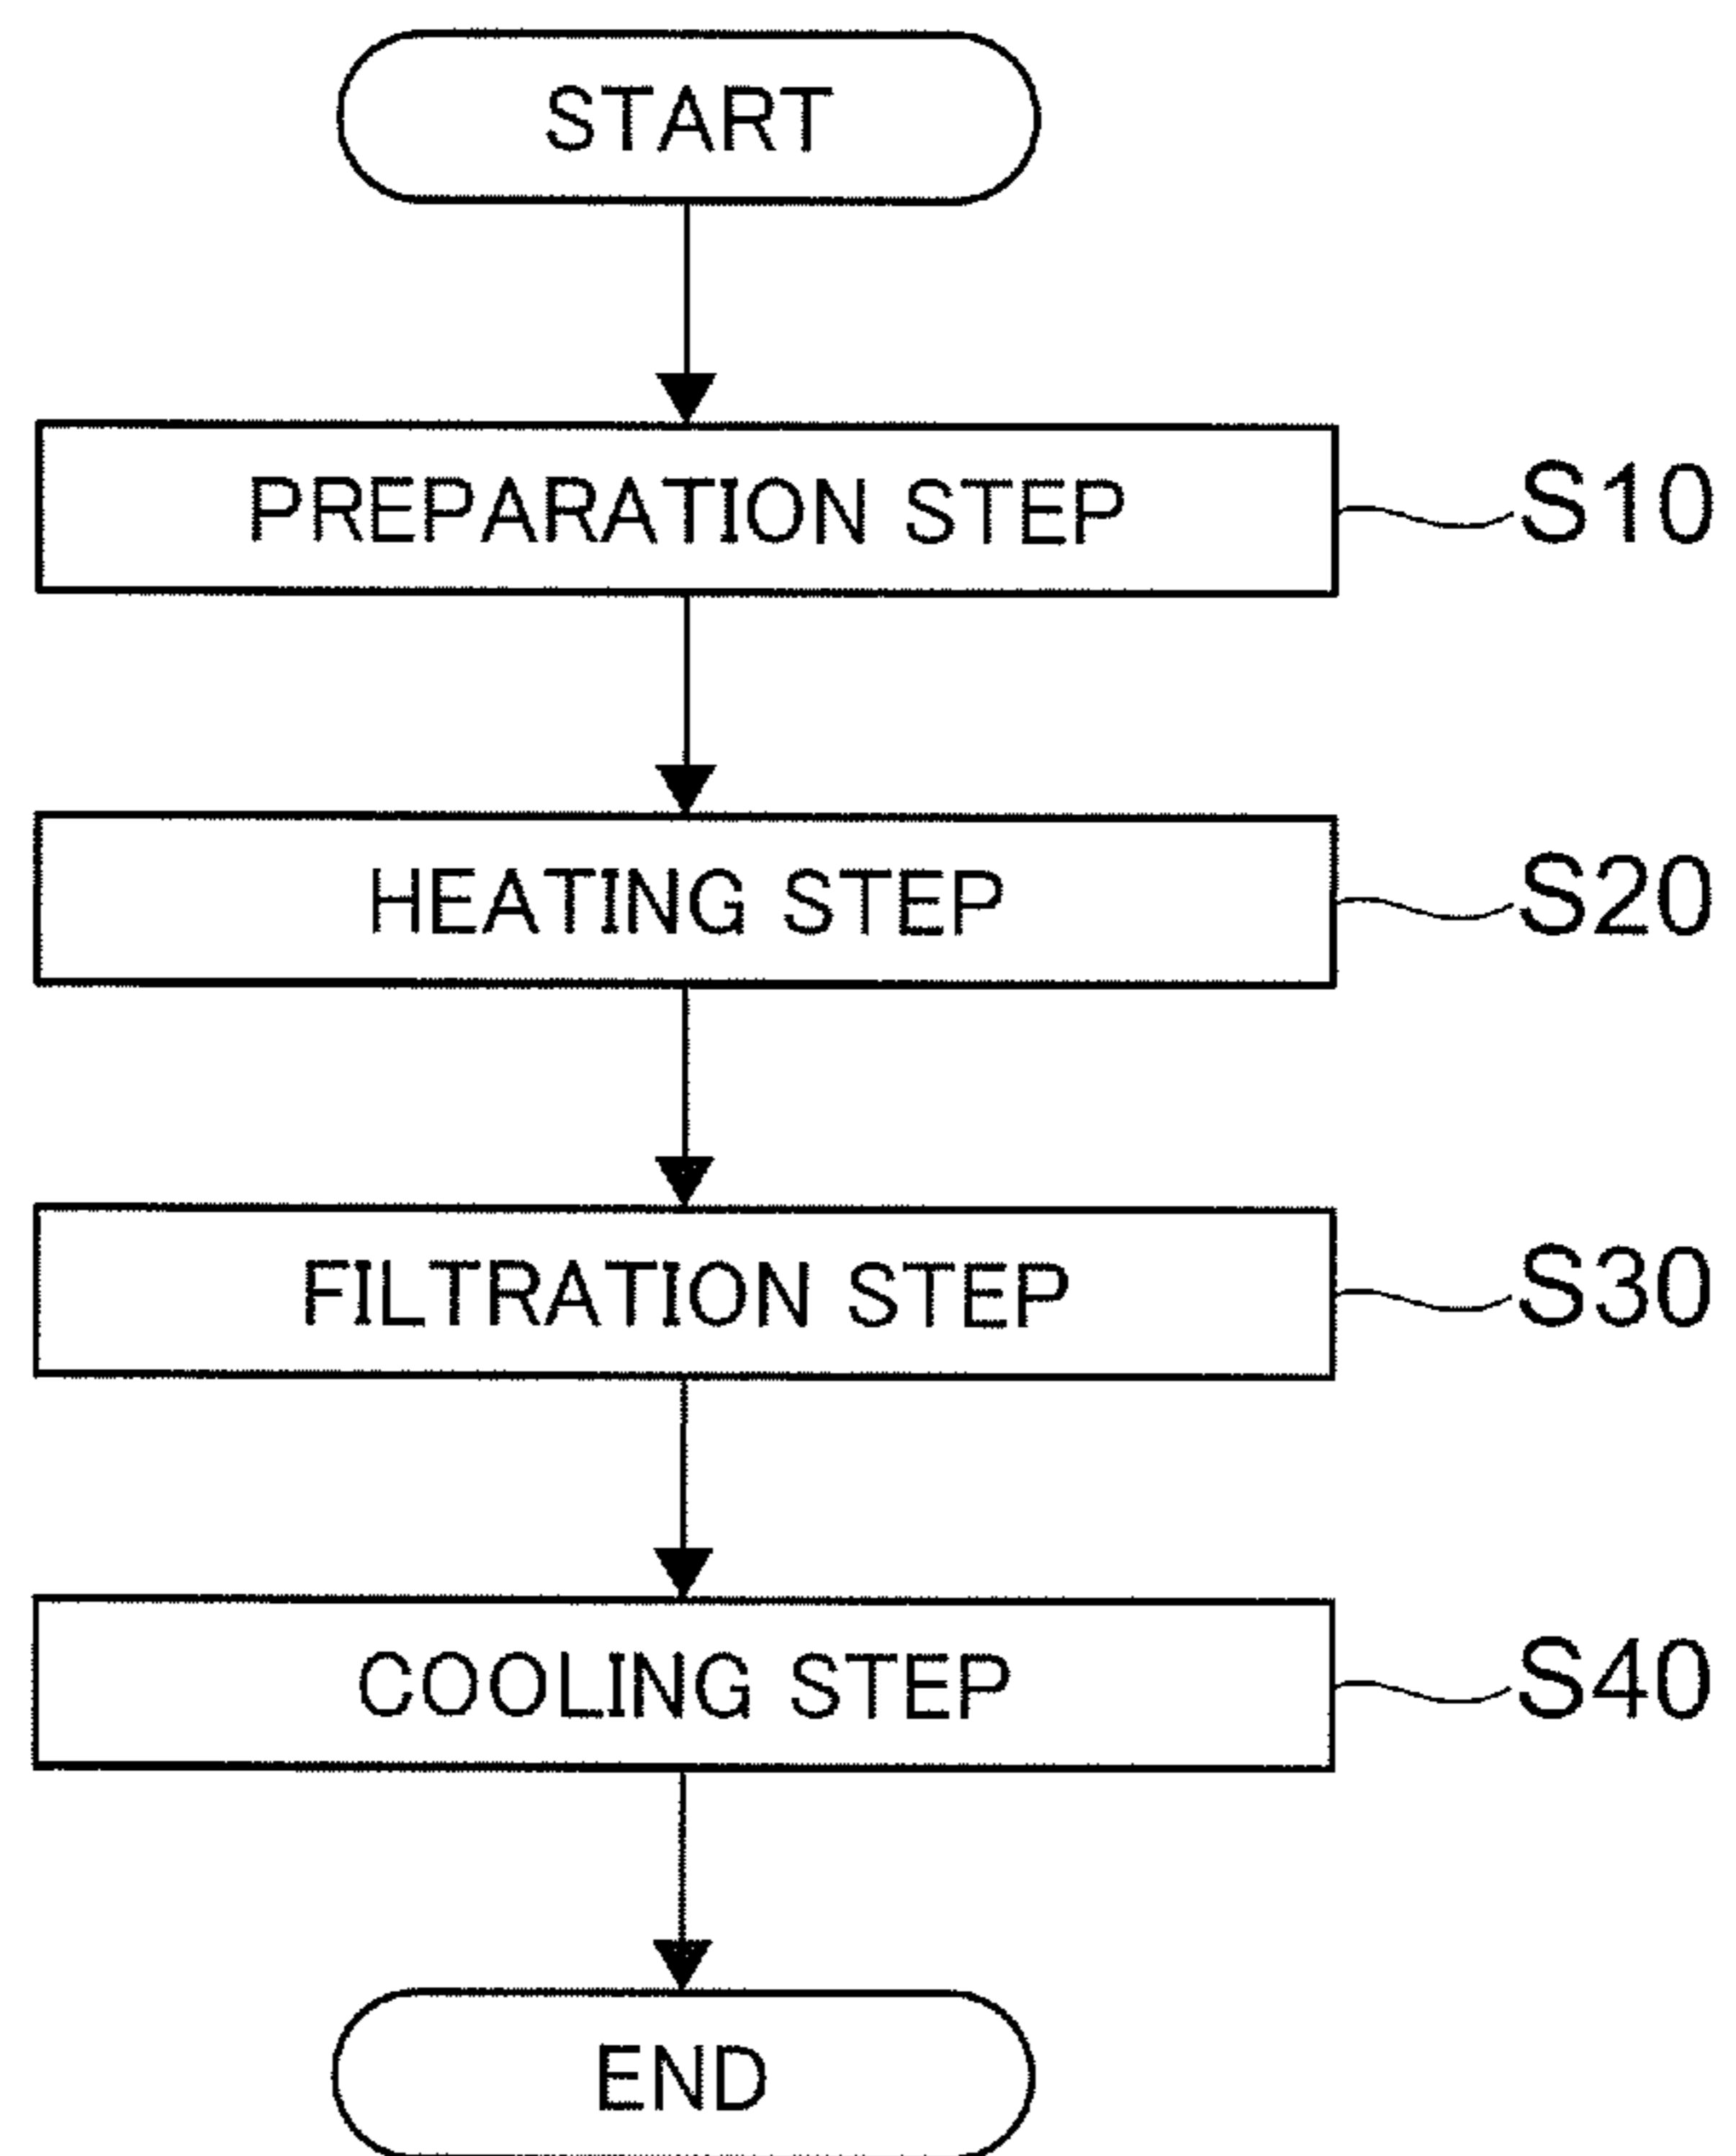 START
PREPARATION STEP
S10
HEATING STEP
S20
FILTRATION STEP
S30
COOLING STEP
S40
END